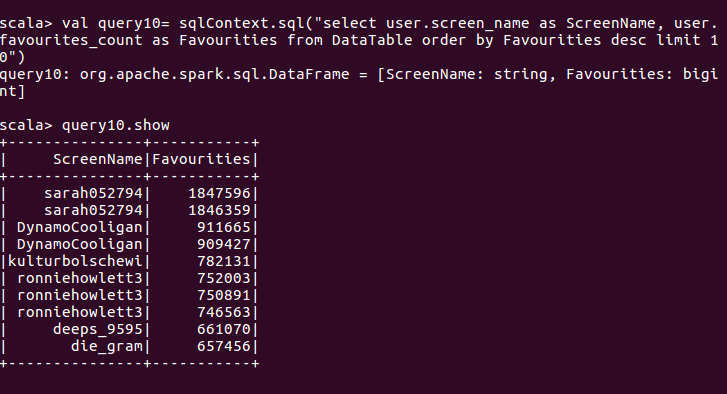 scala> val query10= sqlContext.sql("select user.screen_name as ScreenName, user.
favourites_count as Favourities from DataTable order by Favourities desc limit 1
0")
query10: org.apache.spark.sql.DataFrame = [ScreenName: string, Favourities: bigi
nt]

scala> query10.show
+---------------+-----------+
|     ScreenName|Favourities|
+---------------+-----------+
|    sarah052794|    1847596|
|    sarah052794|    1846359|
| DynamoCooligan|     911665|
| DynamoCooligan|     909427|
|kulturbolschewi|     782131|
| ronniehowlett3|     752003|
| ronniehowlett3|     750891|
| ronniehowlett3|     746563|
|     deeps_9595|     661070|
|       die_gram|     657456|
+---------------+-----------+